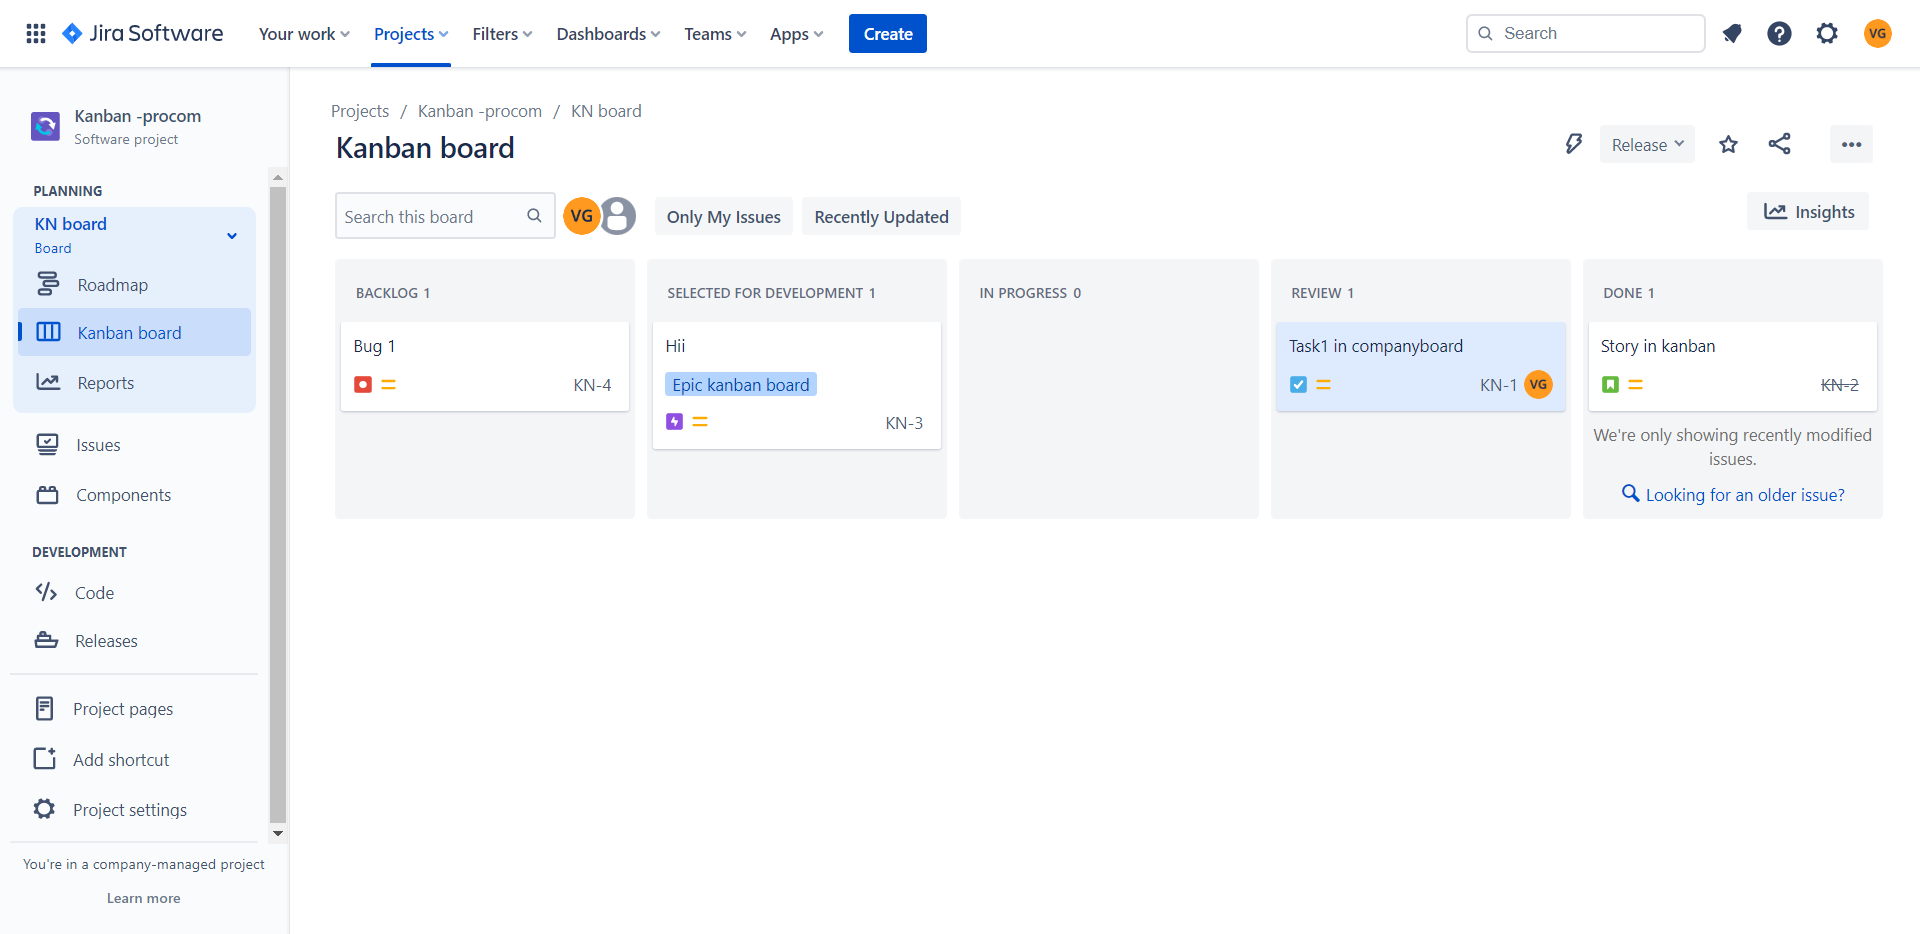 Jira Software
Your work
Projects
Filters
Dashboards
Teams
Apps
Create
Search
VG
Kanban -procom
Software project
PLANNING
KN board
Board
Roadmap
Kanban board
Reports
Issues
Components
DEVELOPMENT
Code
Releases
Project pages
Add shortcut
Project settings
You're in a company-managed project
Learn more
Projects / Kanban -procom / KN board
Kanban board
Release
Search this board
VG
Only My Issues
Recently Updated
Insights
BACKLOG 1
Bug 1
KN-4
SELECTED FOR DEVELOPMENT 1
Hii
Epic kanban board
KN-3
IN PROGRESS 0
REVIEW 1
Task1 in companyboard
KN-1 VG
DONE 1
Story in kanban
KN-2
We're only showing recently modified
issues.
Looking for an older issue?